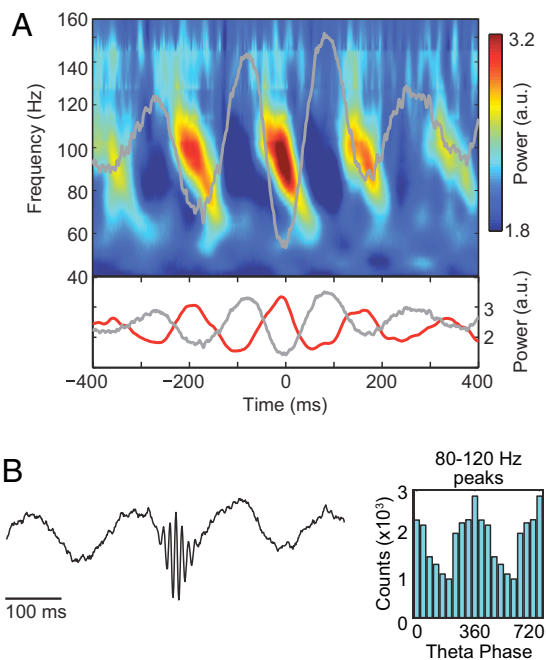 A
160
140
120
100
80
60
40
Frequency (Hz)
3.2
1.8
Power (a.u.)
3
2
Power (a.u.)
−400
−200
0
200
400
Time (ms)
B
100 ms
80-120 Hz
peaks
3
2
1
0
Counts (x10³)
0
360
720
Theta Phase